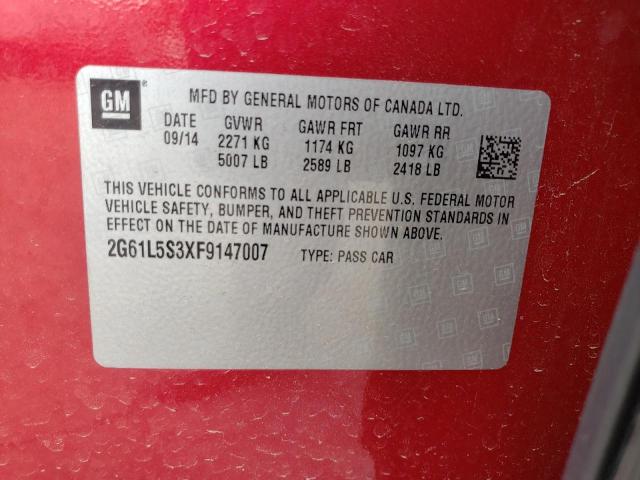 GM
MFD BY GENERAL MOTORS OF CANADA LTD.
DATE GVWR GAWR FRT GAWR RR
09/14 2271 KG 1174 KG 1097 KG
5007 LB 2589 LB 2418 LB
THIS VEHICLE CONFORMS TO ALL APPLICABLE U.S. FEDERAL MOTOR
VEHICLE SAFETY, BUMPER, AND THEFT PREVENTION STANDARDS IN
EFFECT ON THE DATE OF MANUFACTURE SHOWN ABOVE.
2G61L5S3XF9147007 TYPE: PASS CAR